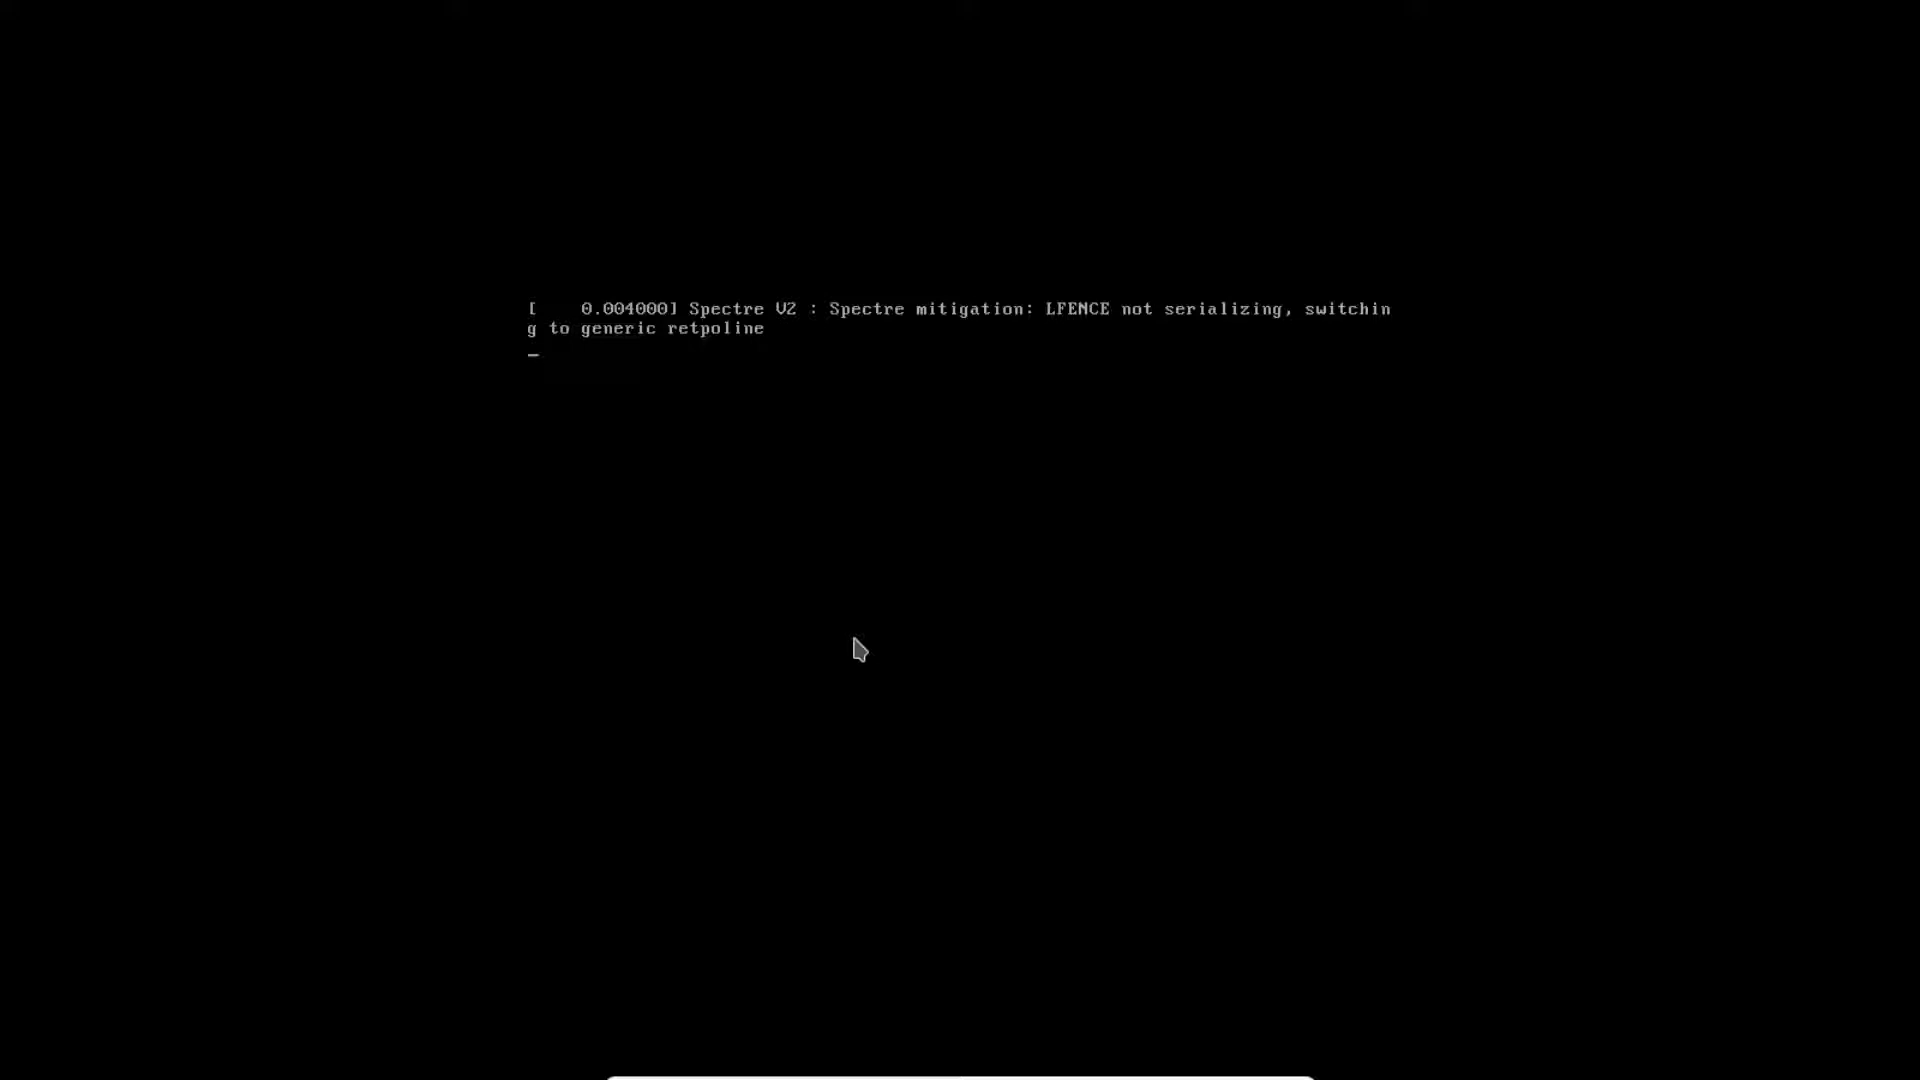 [    0.004000] Spectre V2 : Spectre mitigation: LFENCE not serializing, switchin
g to generic retpoline
_